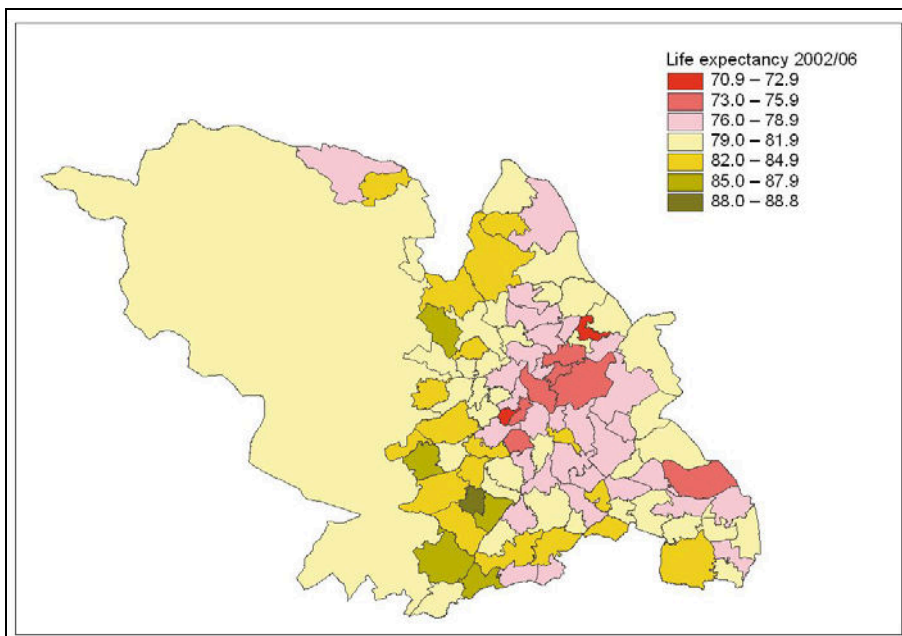 Life expectancy 2002/06
70.9 – 72.9
73.0 – 75.9
76.0 – 78.9
79.0 – 81.9
82.0 – 84.9
85.0 – 87.9
88.0 – 88.8